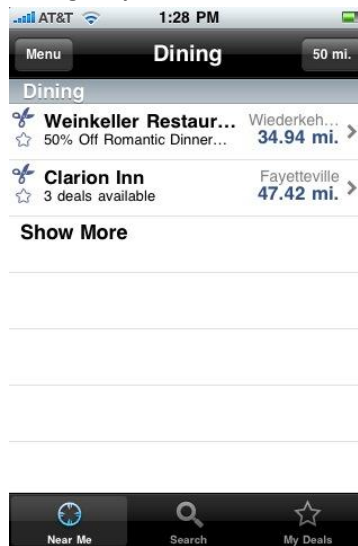 AT&T 1:28 PM
Menu Dining 50 mi.
Dining
Weinkeller Restaur... Wiederkeh...
50% Off Romantic Dinner... 34.94 mi.
Clarion Inn Fayetteville
3 deals available 47.42 mi.
Show More
Near Me Search My Deals